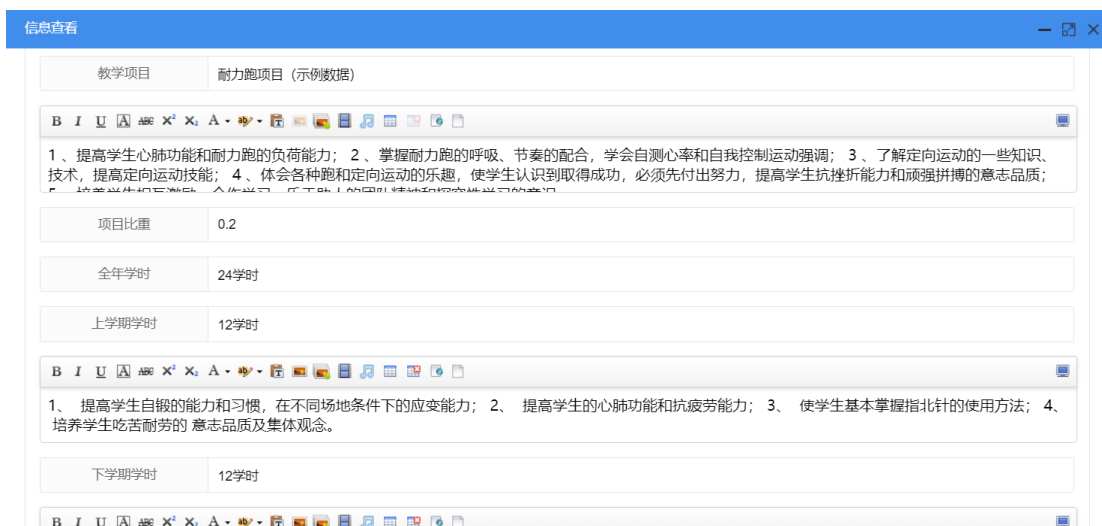 信息查看
教学项目 耐力跑项目（示例数据）
B I U A ABC X² X₂ A ab
1 、提高学生心肺功能和耐力跑的负荷能力； 2 、掌握耐力跑的呼吸、节奏的配合，学会自测心率和自我控制运动强调； 3 、了解定向运动的一些知识、
技术，提高定向运动技能； 4 、体会各种跑和定向运动的乐趣，使学生认识到取得成功，必须先付出努力，提高学生抗挫折能力和顽强拼搏的意志品质；
项目比重 0.2
全年学时 24学时
上学期学时 12学时
B I U A ABC X² X₂ A ab
1、 提高学生自锻的能力和习惯，在不同场地条件下的应变能力； 2、 提高学生的心肺功能和抗疲劳能力； 3、 使学生基本掌握指北针的使用方法； 4、
培养学生吃苦耐劳的 意志品质及集体观念。
下学期学时 12学时
B I U A ABC X² X₂ A ab